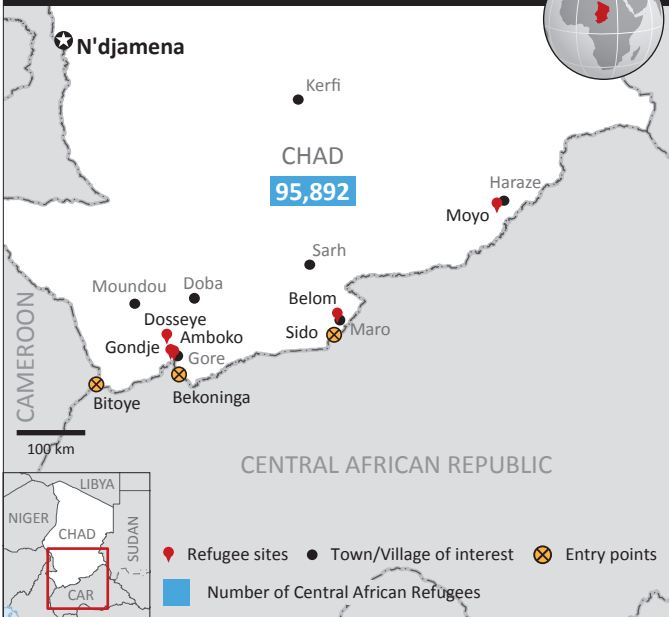 N'djamena
Kerfi
CHAD
95,892
Haraze
Moyo
Sarh
Moundou
Doba
Belom
Dosseye
Sido
Maro
Amboko
Gondje
Gore
CAMEROON
Bitoye
Bekoninga
100 km
CENTRAL AFRICAN REPUBLIC
LIBYA
NIGER
CHAD
SUDAN
CAR
Refugee sites
Town/Village of interest
Entry points
Number of Central African Refugees